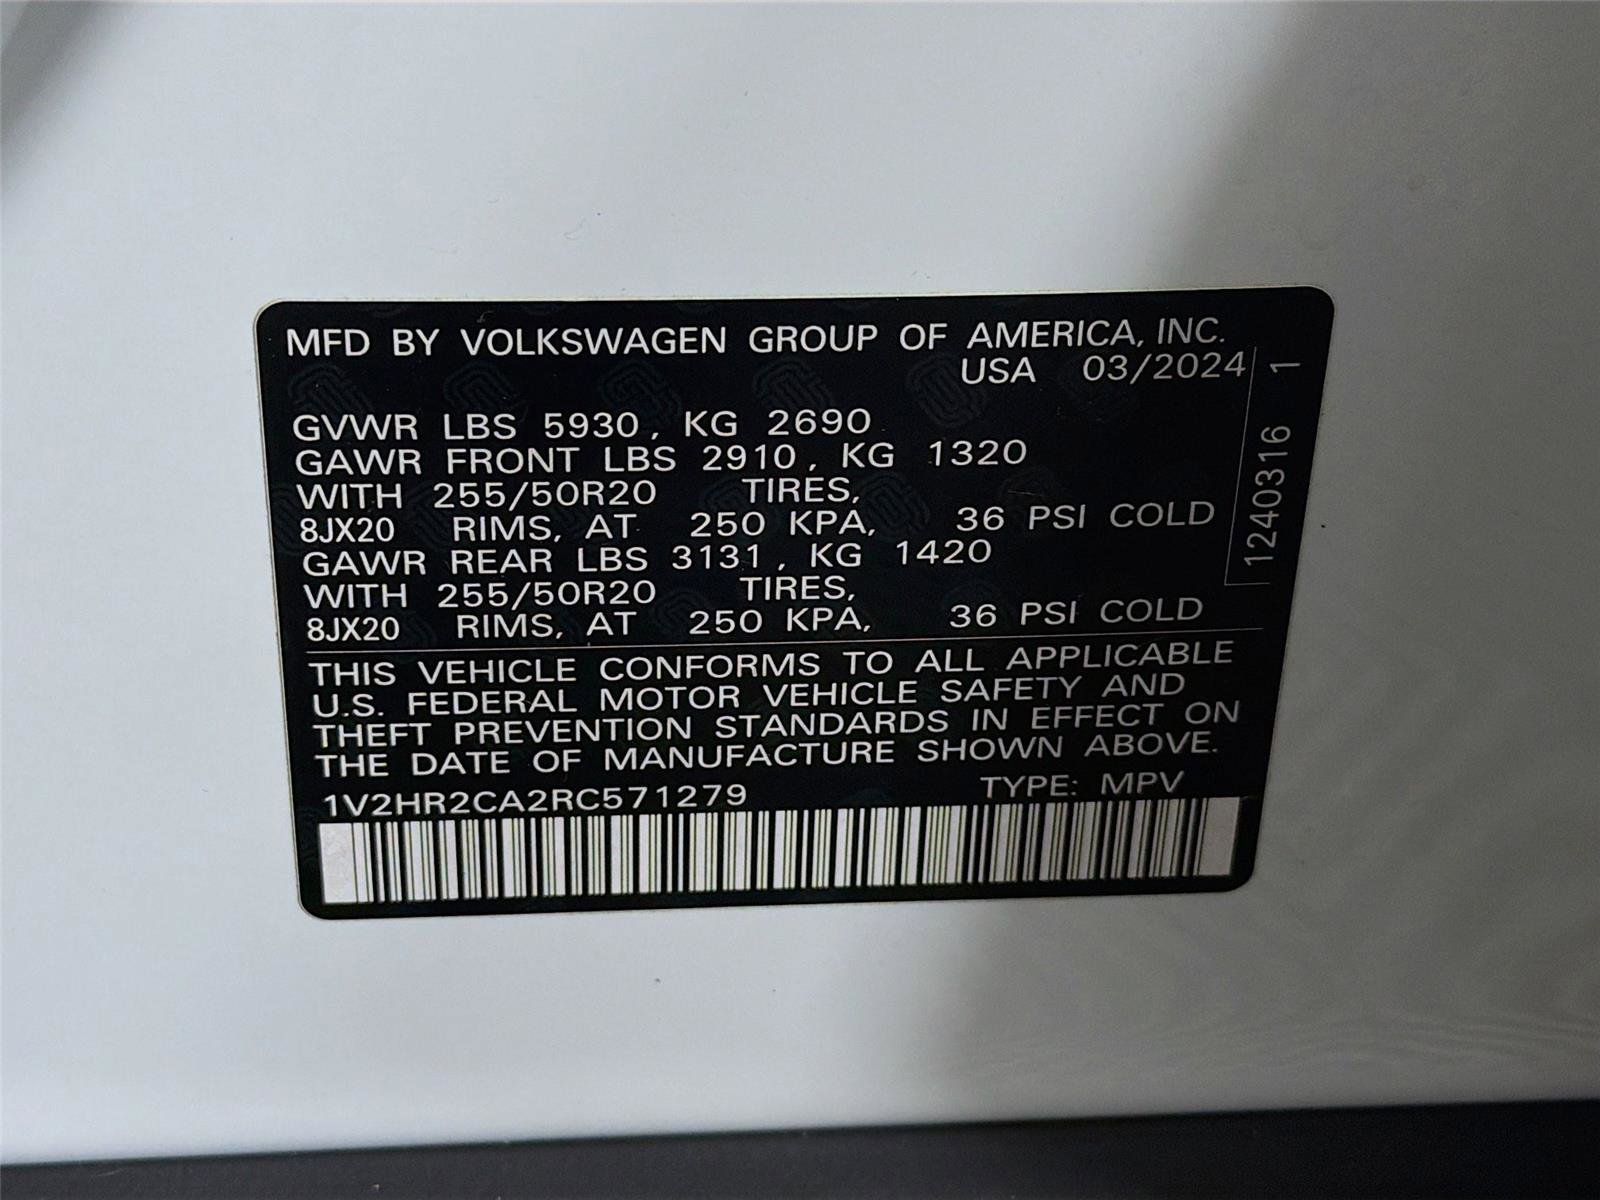 MFD BY VOLKSWAGEN GROUP OF AMERICA, INC.
USA 03/2024
GVWR LBS 5930, KG 2690
GAWR FRONT LBS 2910, KG 1320
WITH 255/50R20 TIRES,
8JX20 RIMS, AT 250 KPA, 36 PSI COLD
GAWR REAR LBS 3131, KG 1420
WITH 255/50R20 TIRES,
8JX20 RIMS, AT 250 KPA, 36 PSI COLD
THIS VEHICLE CONFORMS TO ALL APPLICABLE
U.S. FEDERAL MOTOR VEHICLE SAFETY AND
THEFT PREVENTION STANDARDS IN EFFECT ON
THE DATE OF MANUFACTURE SHOWN ABOVE.
1V2HR2CA2RC571279 TYPE: MPV
1240316 1